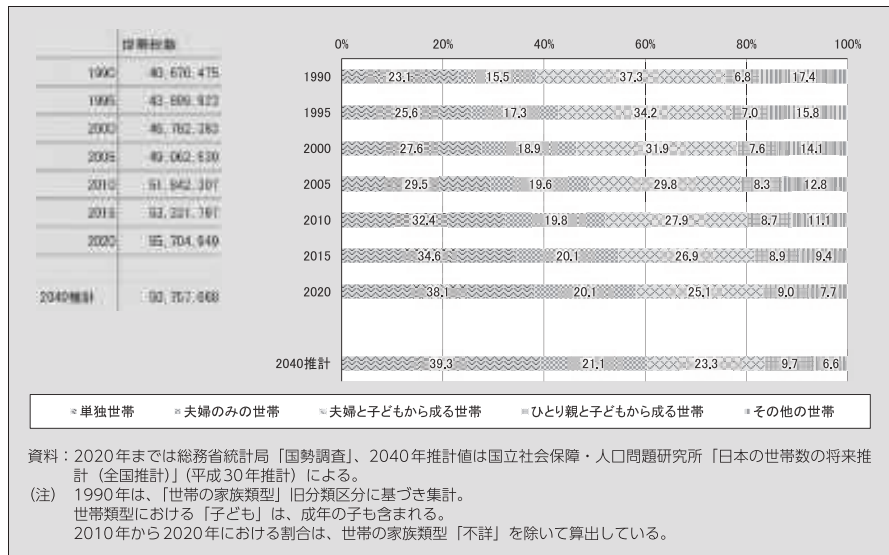 世帯総数
1990 40,670,475
1995 43,899,923
2000 46,782,383
2005 49,062,530
2010 51,842,307
2015 53,331,797
2020 55,704,949
2040推計
0% 20% 40% 60% 80% 100%
1990 23.1 15.5 37.3 6.8 17.4
1995 25.6 17.3 34.2 7.0 15.8
2000 27.6 18.9 31.9 7.6 14.1
2005 29.5 19.6 29.8 8.3 12.8
2010 32.4 19.8 27.9 8.7 11.1
2015 34.6 20.1 26.9 8.9 9.4
2020 38.1 20.1 25.1 9.0 7.7
2040推計 39.3 21.1 23.3 9.7 6.6
単独世帯 夫婦のみの世帯 夫婦と子どもから成る世帯 ひとり親と子どもから成る世帯 その他の世帯
資料：2020年までは総務省統計局「国勢調査」、2040年推計値は国立社会保障・人口問題研究所「日本の世帯数の将来推
計（全国推計）」（平成30年推計）による。
（注） 1990年は、「世帯の家族類型」旧分類区分に基づき集計。
世帯類型における「子ども」は、成年の子も含まれる。
2010年から2020年における割合は、世帯の家族類型「不詳」を除いて算出している。